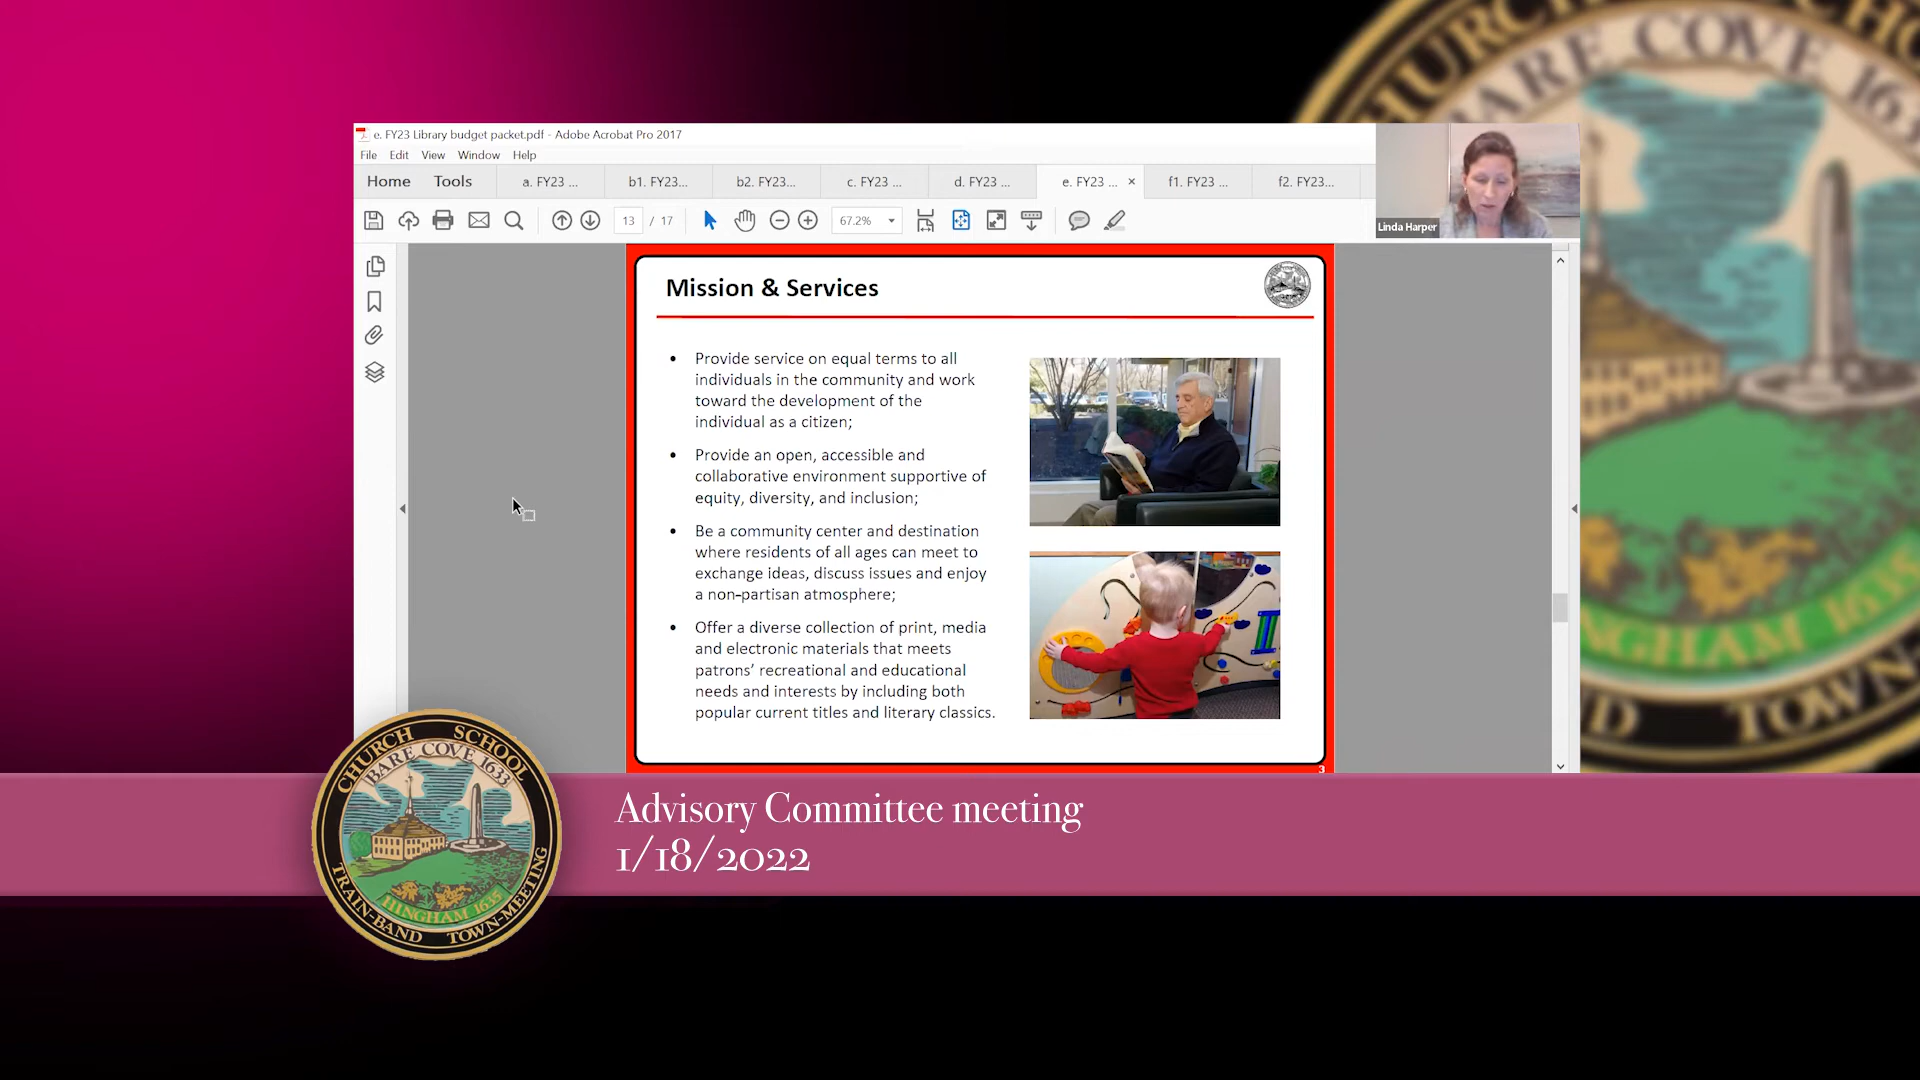 e. FY23 Library budget packet.pdf - Adobe Acrobat Pro 2017
File Edit View Window Help
Home Tools a. FY23 ... b1. FY23... b2. FY23... c. FY23 ... d. FY23 ... e. FY23 ... × f1. FY23 ... f2. FY23...
13 / 17 67.2%
Linda Harper
Mission & Services
• Provide service on equal terms to all
individuals in the community and work
toward the development of the
individual as a citizen;
• Provide an open, accessible and
collaborative environment supportive of
equity, diversity, and inclusion;
• Be a community center and destination
where residents of all ages can meet to
exchange ideas, discuss issues and enjoy
a non-partisan atmosphere;
• Offer a diverse collection of print, media
and electronic materials that meets
patrons' recreational and educational
needs and interests by including both
popular current titles and literary classics.
3
CHURCH SCHOOL
BARE COVE 1633
HINGHAM 1635
TRAIN-BAND TOWN-MEETING
Advisory Committee meeting
1/18/2022